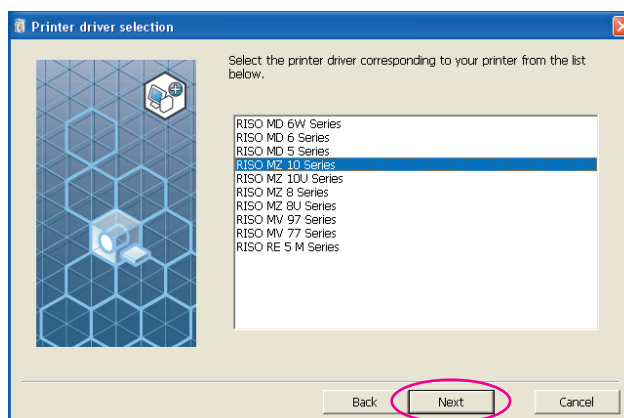 Printer driver selection
Select the printer driver corresponding to your printer from the list
below.
RISO MD 6W Series
RISO MD 6 Series
RISO MD 5 Series
RISO MZ 10 Series
RISO MZ 10U Series
RISO MZ 8 Series
RISO MZ 8U Series
RISO MV 97 Series
RISO MV 77 Series
RISO RE 5 M Series
Back Next Cancel